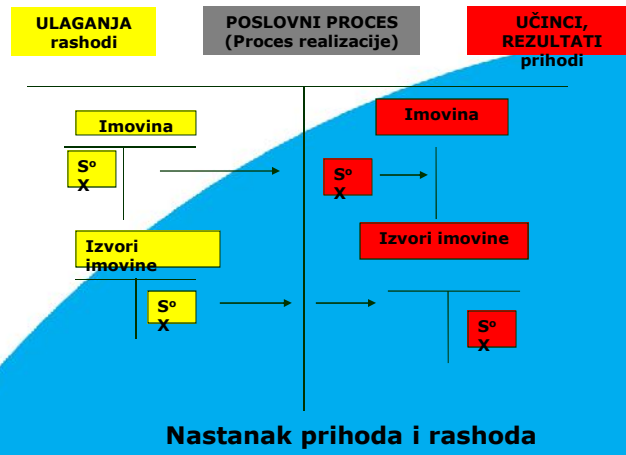 ULAGANJA
rashodi
POSLOVNI PROCES
(Proces realizacije)
UČINCI,
REZULTATI
prihodi
Imovina
Imovina
Sº
X
Sº
X
Izvori
imovine
Izvori imovine
Sº
X
Sº
X
Nastanak prihoda i rashoda